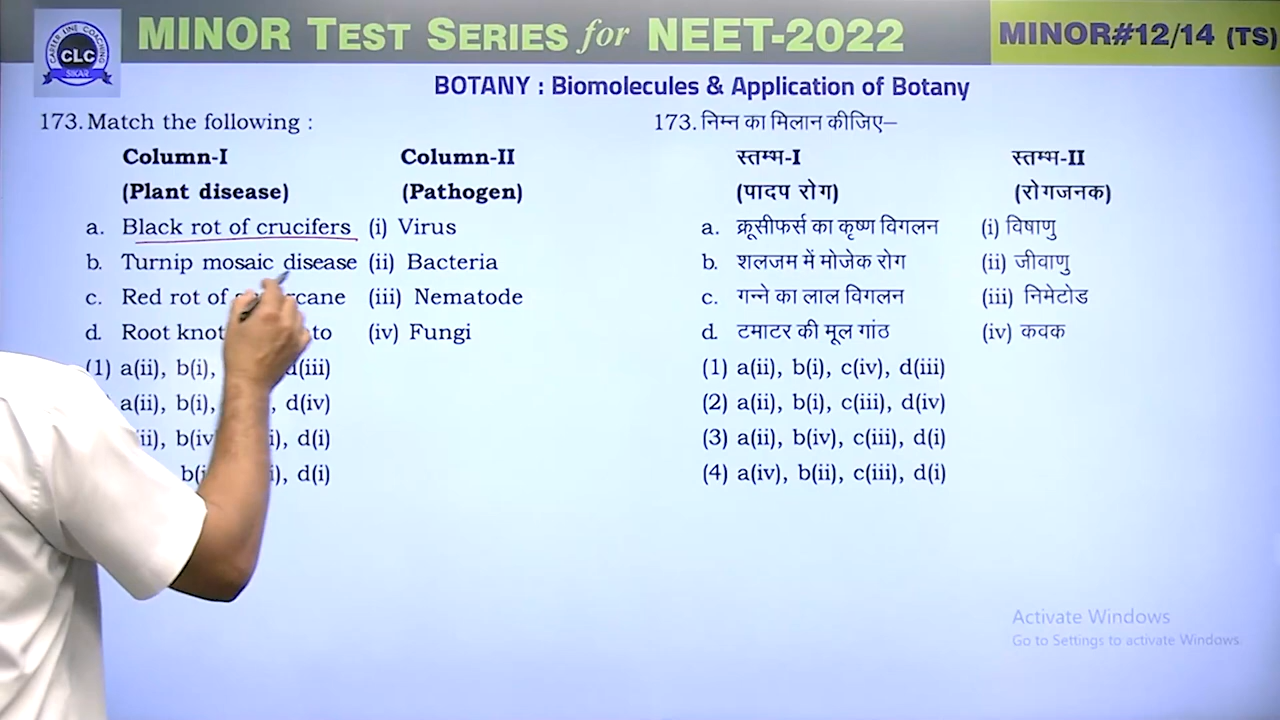 CAREER LINE COACHING
CLC
SIKAR
MINOR TEST SERIES for NEET-2022
MINOR#12/14 (TS)
BOTANY : Biomolecules & Application of Botany
173. Match the following :
Column-I Column-II
(Plant disease) (Pathogen)
a. Black rot of crucifers (i) Virus
b. Turnip mosaic disease (ii) Bacteria
c. Red rot of (iii) Nematode
d. Root knot (iv) Fungi
(1) a(ii), b(i), d(iii)
a(ii), b(i), d(iv)
d(i)
d(i)
173. निम्न का मिलान कीजिए–
स्तम्भ-I स्तम्भ-II
(पादप रोग) (रोगजनक)
a. क्रूसीफर्स का कृष्ण विगलन (i) विषाणु
b. शलजम में मोजेक रोग (ii) जीवाणु
c. गन्ने का लाल विगलन (iii) निमेटोड
d. टमाटर की मूल गांठ (iv) कवक
(1) a(ii), b(i), c(iv), d(iii)
(2) a(ii), b(i), c(iii), d(iv)
(3) a(ii), b(iv), c(iii), d(i)
(4) a(iv), b(ii), c(iii), d(i)
Activate Windows
Go to Settings to activate Windows.